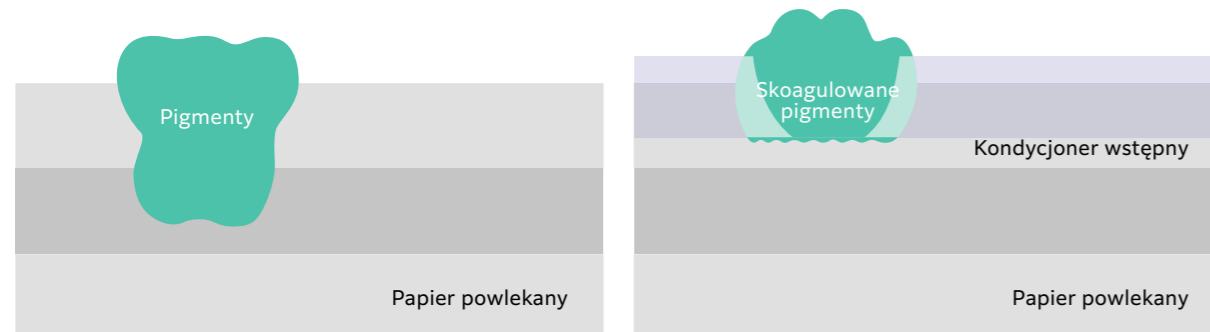 Pigmenty
Papier powlekany
Skoagulowane
pigmenty
Kondycjoner wstępny
Papier powlekany